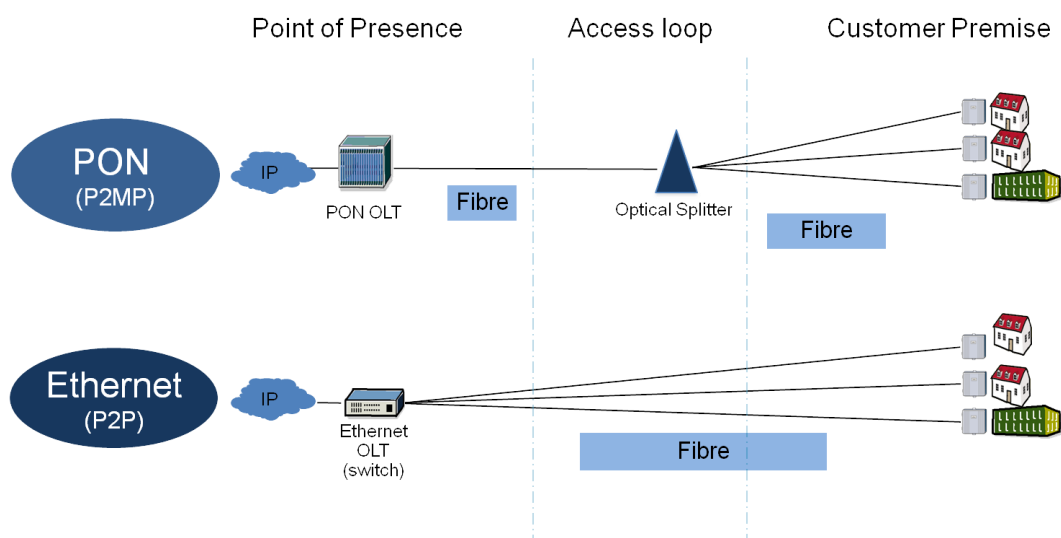 Point of Presence
Access loop
Customer Premise
PON
(P2MP)
IP
PON OLT
Fibre
Optical Splitter
Fibre
Ethernet
(P2P)
IP
Ethernet
OLT
(switch)
Fibre